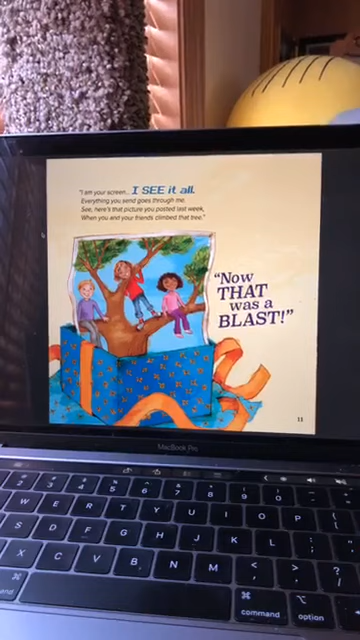 "I am your screen... I SEE it all.
Everything you send goes through me.
See, here's that picture you posted last week,
When you and your friends climbed that tree."
"Now
THAT
was a
BLAST!"
11
MacBook Pro
W E R T Y U I O P
S D F G H J K L
X C V B N M
command
option